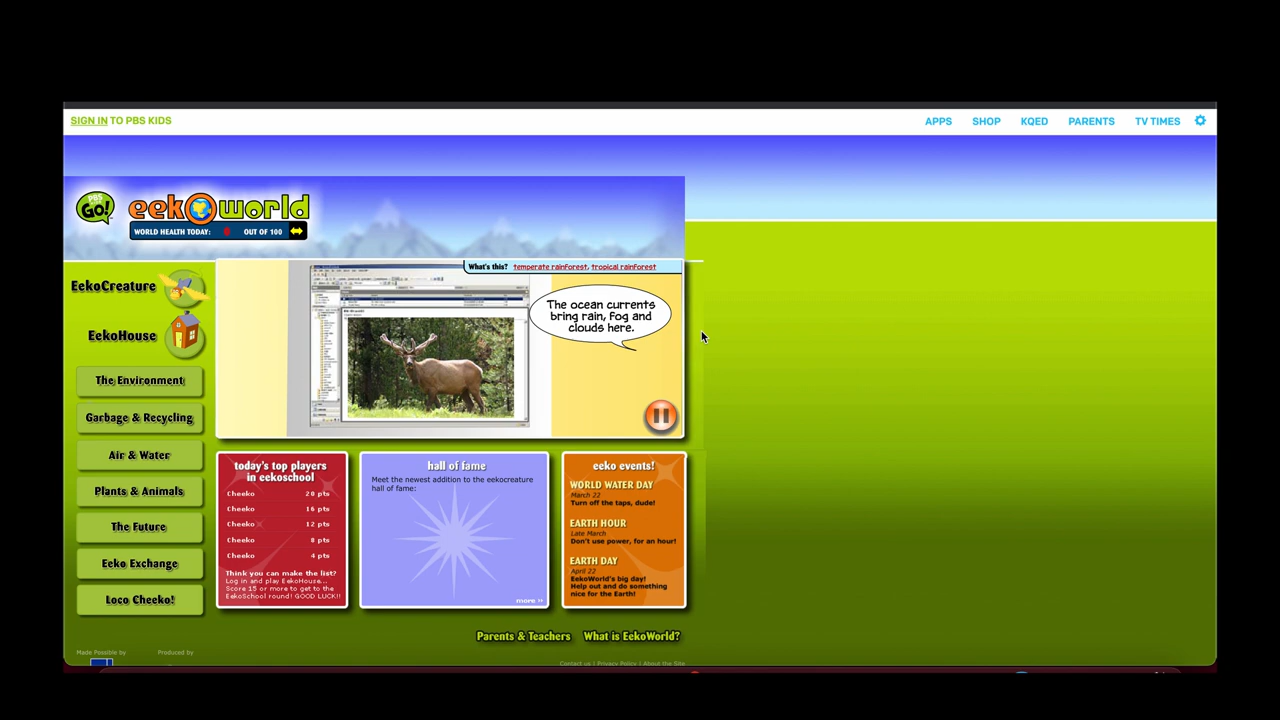 SIGN IN TO PBS KIDS
APPS SHOP KQED PARENTS TV TIMES
PBS GO!
eekoworld
WORLD HEALTH TODAY: OUT OF 100
What's this? temperate rainforest, tropical rainforest
The ocean currents
bring rain, fog and
clouds here.
EekoCreature
EekoHouse
The Environment
Garbage & Recycling
Air & Water
Plants & Animals
The Future
Eeko Exchange
Loco Cheeko!
today's top players
in eekoschool
Cheeko 20 pts
Cheeko 16 pts
Cheeko 12 pts
Cheeko 8 pts
Cheeko 4 pts
Think you can make the list?
Log in and play EekoHouse...
Score 15 or more to get to the
EekoSchool round! GOOD LUCK!!
hall of fame
Meet the newest addition to the eekocreature
hall of fame:
more »
eeko events!
WORLD WATER DAY
March 22
Turn off the taps, dude!
EARTH HOUR
Late March
Don't use power, for an hour!
EARTH DAY
April 22
EekoWorld's big day!
Help out and do something
nice for the Earth!
Parents & Teachers What is EekoWorld?
Made Possible by Produced by
Contact us | Privacy Policy | About the Site